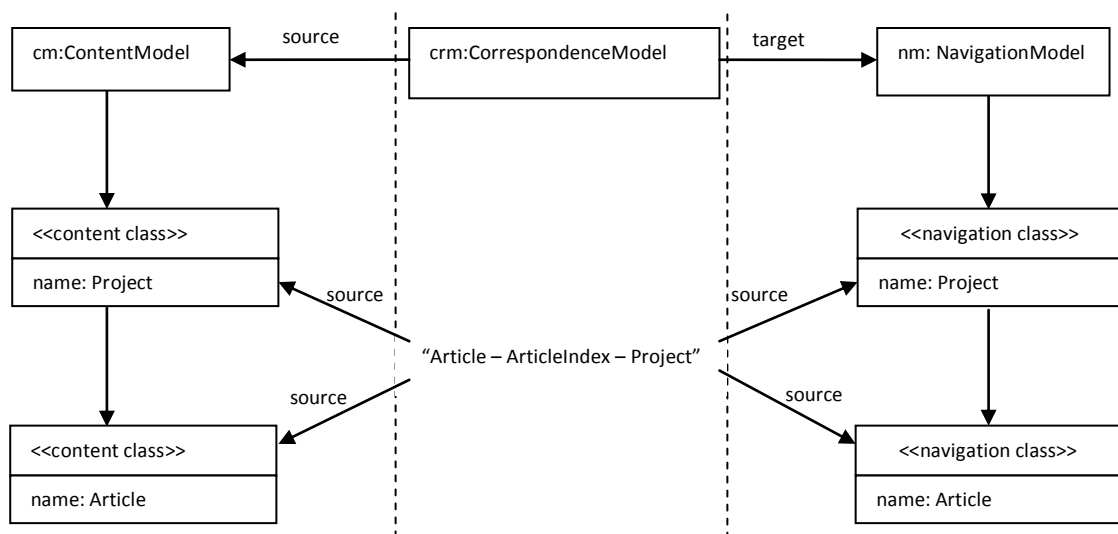 source
target
cm:ContentModel
crm:CorrespondenceModel
nm: NavigationModel
<<content class>>
<<navigation class>>
name: Project
name: Project
source
source
“Article – ArticleIndex – Project”
source
source
<<content class>>
<<navigation class>>
name: Article
name: Article